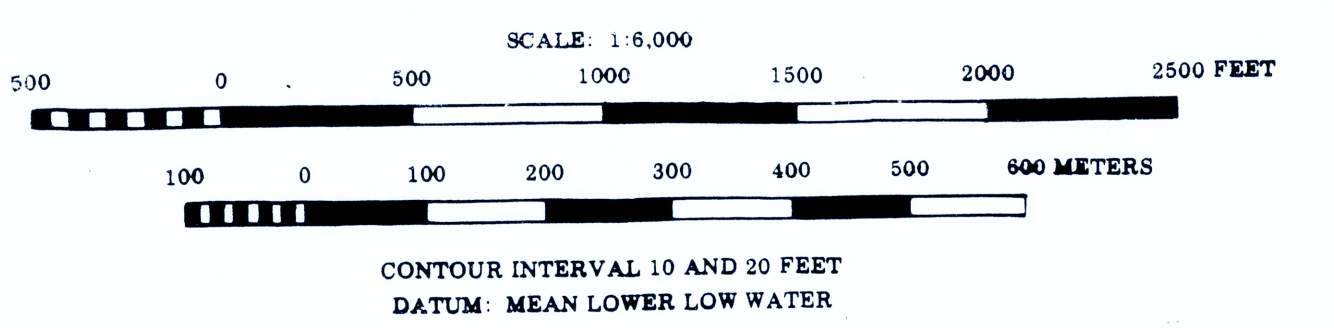 SCALE: 1:6,000
500 0 500 1000 1500 2000 2500 FEET
100 0 100 200 300 400 500 600 METERS
CONTOUR INTERVAL 10 AND 20 FEET
DATUM: MEAN LOWER LOW WATER